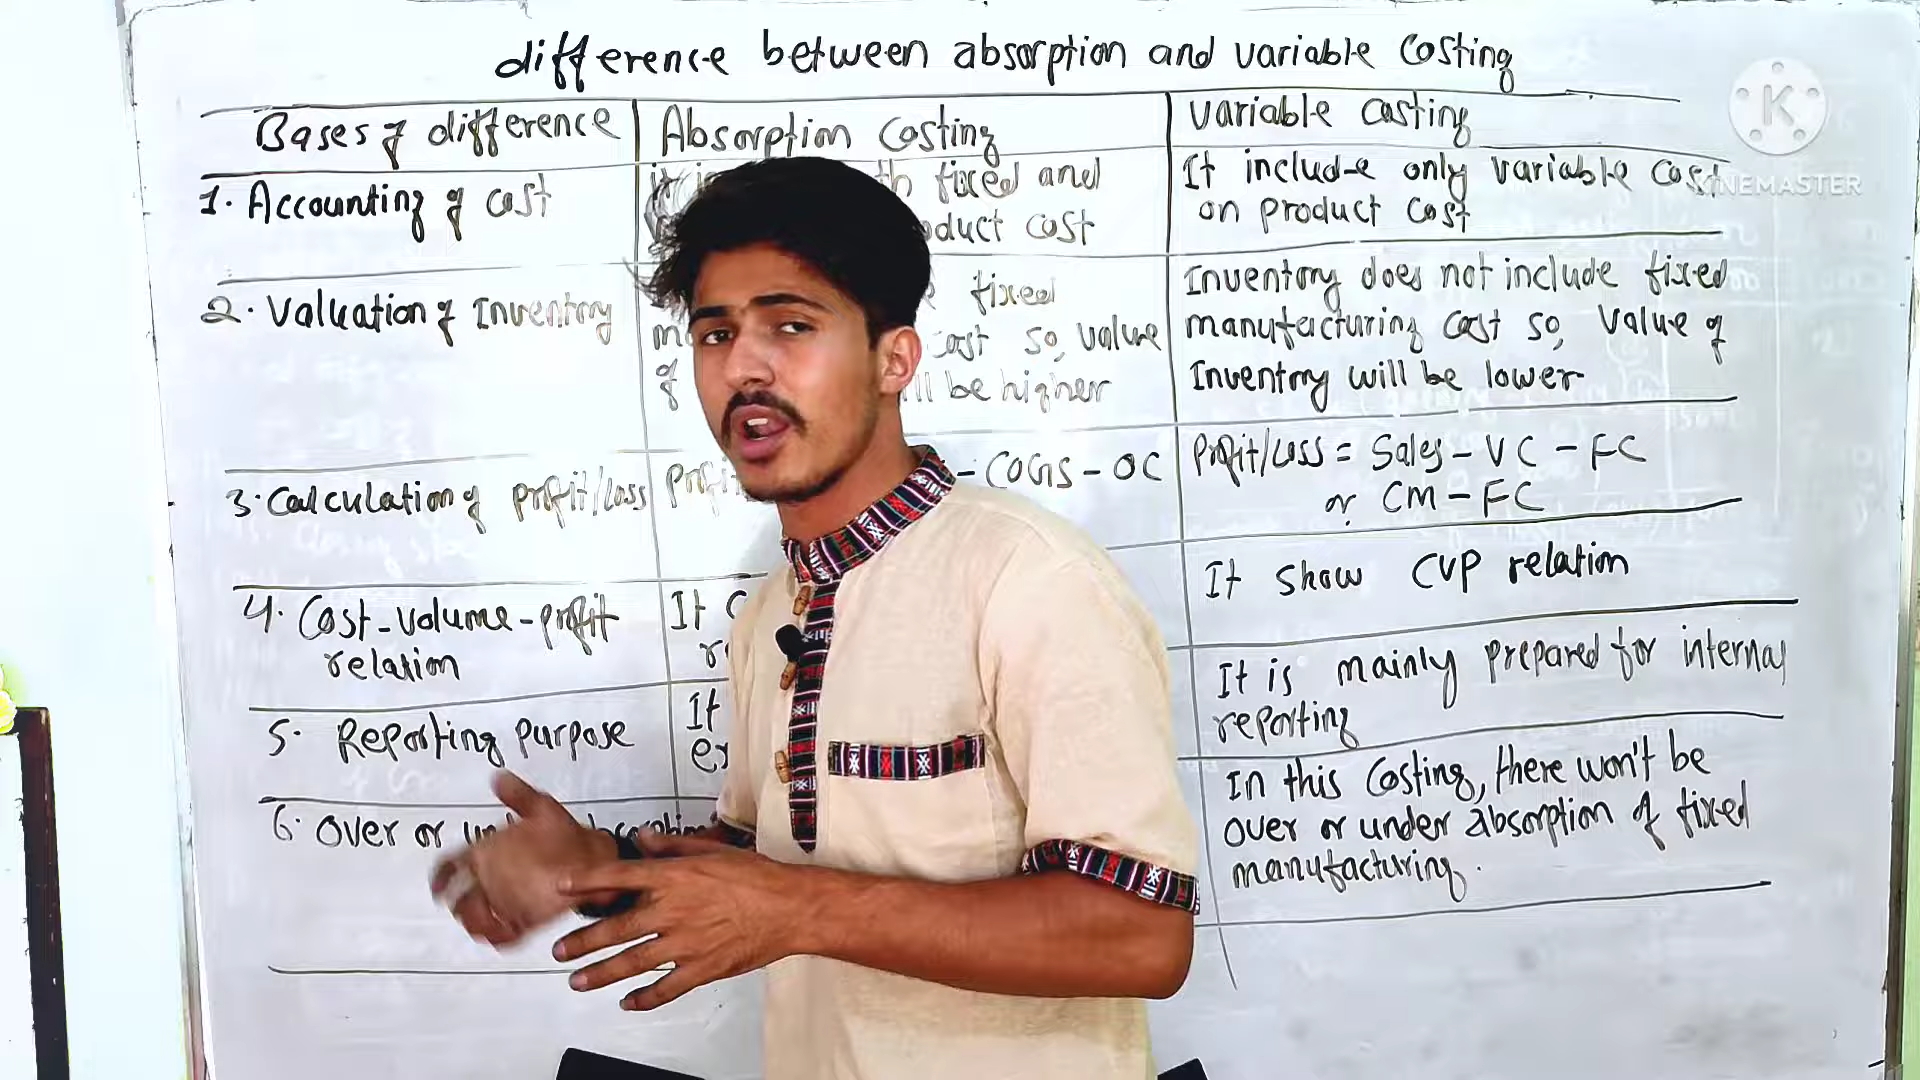 difference between absorption and variable costing
Bases of difference
Absorption Costing
variable costing
1. Accounting of cost
fixed and
product cost
It include only variable cost
on product cost
2. Valuation of Inventory
fixed
cost so, value
of will be higher
Inventory does not include fixed
manufacturing cost so, value of
Inventory will be lower
3. Calculation of profit/loss
- COGS - OC
Profit/Loss = Sales - VC - FC
or CM - FC
4. Cost-volume-profit
relation
It
It show CVP relation
5. Reporting purpose
It
It is mainly prepared for internal
reporting
6. Over or
In this Costing, there won't be
over or under absorption of fixed
manufacturing.
K
KINEMASTER